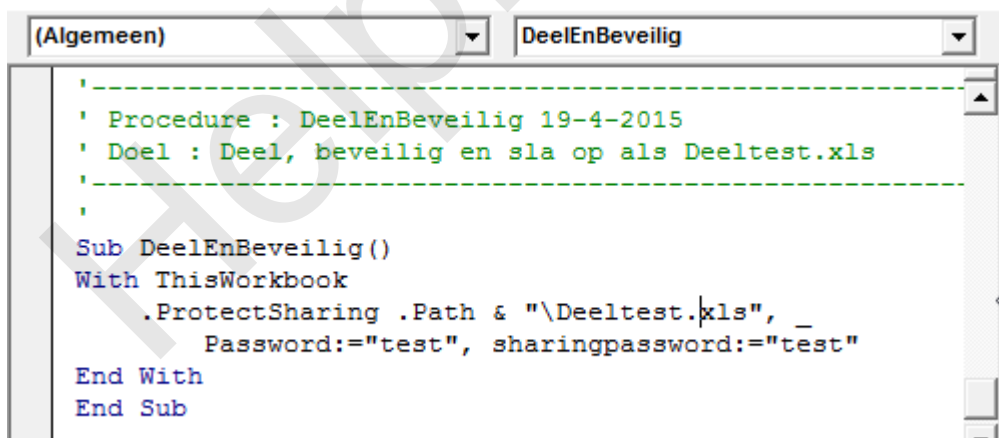 (Algemeen) DeelEnBeveilig
'------------------------------------------------------
' Procedure : DeelEnBeveilig 19-4-2015
' Doel : Deel, beveilig en sla op als Deeltest.xls
'------------------------------------------------------
'
Sub DeelEnBeveilig()
With ThisWorkbook
    .ProtectSharing .Path & "\Deeltest.xls", _
        Password:="test", sharingpassword:="test"
End With
End Sub
Help